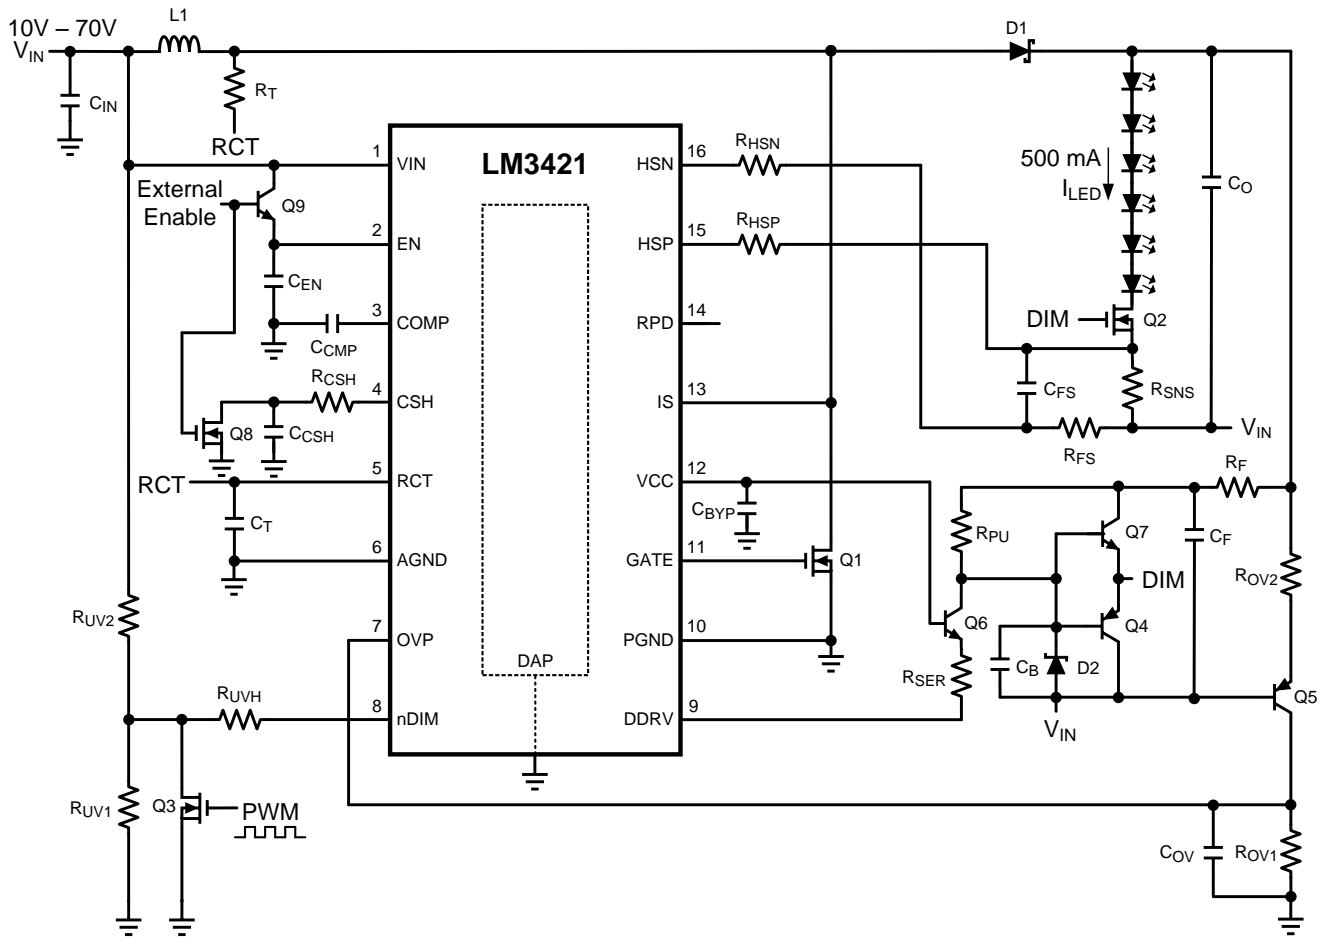 10V – 70V
VIN
L1
D1
CIN
RT
RCT
LM3421
1
VIN
16
HSN
RHSN
External
Enable
Q9
500 mA
ILED
CO
2
EN
15
HSP
RHSP
CEN
3
COMP
14
RPD
DIM
Q2
CCMP
RCSH
4
CSH
13
IS
CFS
RSNS
Q8
CCSH
VIN
RFS
RF
RCT
5
RCT
12
VCC
CBYP
RPU
Q7
CF
CT
6
AGND
11
GATE
Q1
DIM
ROV2
RUV2
7
OVP
10
PGND
Q6
Q4
DAP
RSER
CB
D2
Q5
RUVH
8
nDIM
9
DDRV
VIN
RUV1
Q3
PWM
COV
ROV1